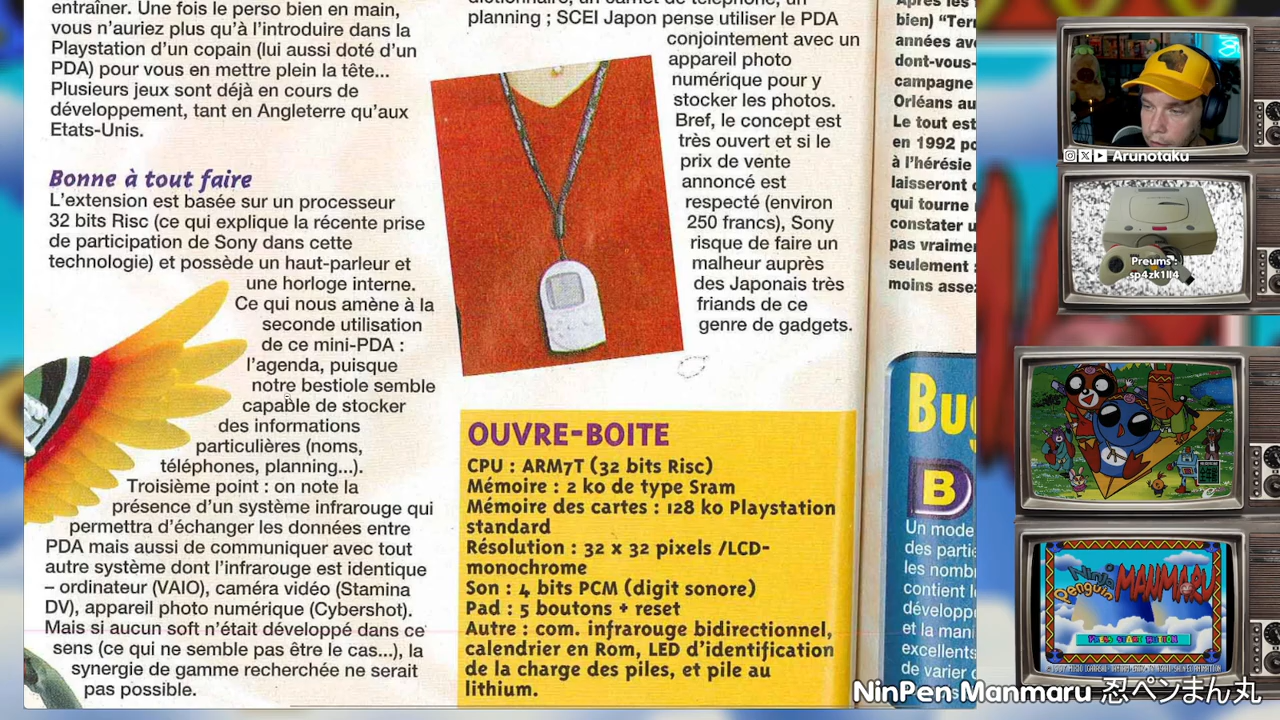 entraîner. Une fois le perso bien en main,
vous n'auriez plus qu'à l'introduire dans la
Playstation d'un copain (lui aussi doté d'un
PDA) pour vous en mettre plein la tête...
Plusieurs jeux sont déjà en cours de
développement, tant en Angleterre qu'aux
Etats-Unis.
Bonne à tout faire
L'extension est basée sur un processeur
32 bits Risc (ce qui explique la récente prise
de participation de Sony dans cette
technologie) et possède un haut-parleur et
une horloge interne.
Ce qui nous amène à la
seconde utilisation
de ce mini-PDA :
l'agenda, puisque
notre bestiole semble
capable de stocker
des informations
particulières (noms,
téléphones, planning...).
Troisième point : on note la
présence d'un système infrarouge qui
permettra d'échanger les données entre
PDA mais aussi de communiquer avec tout
autre système dont l'infrarouge est identique
– ordinateur (VAIO), caméra vidéo (Stamina
DV), appareil photo numérique (Cybershot).
Mais si aucun soft n'était développé dans ce
sens (ce qui ne semble pas être le cas...), la
synergie de gamme recherchée ne serait
pas possible.
planning ; SCEI Japon pense utiliser le PDA
conjointement avec un
appareil photo
numérique pour y
stocker les photos.
Bref, le concept est
très ouvert et si le
prix de vente
annoncé est
respecté (environ
250 francs), Sony
risque de faire un
malheur auprès
des Japonais très
friands de ce
genre de gadgets.
OUVRE-BOITE
CPU : ARM7T (32 bits Risc)
Mémoire : 2 ko de type Sram
Mémoire des cartes : 128 ko Playstation
standard
Résolution : 32 x 32 pixels /LCD-
monochrome
Son : 4 bits PCM (digit sonore)
Pad : 5 boutons + reset
Autre : com. infrarouge bidirectionnel,
calendrier en Rom, LED d'identification
de la charge des piles, et pile au
lithium.
bien) "Terr
années ave
dont-vous-
campagne
Orléans au
Le tout est
en 1992 po
à l'hérésie
laisseront d
qui tourne
constater u
pas vraimen
seulement :
moins asse
Bug
B
Un mode
des partie
les nomb
contient l
développe
et la mani
excellents
de varier
Arunotaku
Preums :
sp4zk1ll4
Ninja
Penguin
MANMARU
PRESS START BUTTON
NinPen Manmaru 忍ペンまん丸